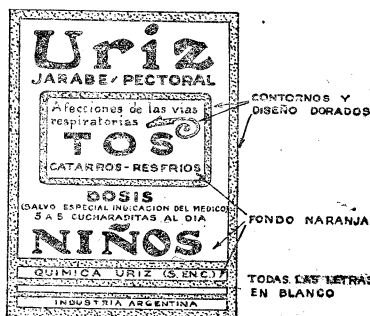 Uriz
JARABE PECTORAL
Afecciones de las vias
respiratorias
TOS
CATARROS - RESFRIOS
DOSIS
(SALVO ESPECIAL INDICACION DEL MEDICO)
5 A 5 CUCHARADITAS AL DIA
NIÑOS
QUIMICA URIZ (S. EN C.)
INDUSTRIA ARGENTINA
CONTORNOS Y
DISEÑO DORADOS
FONDO NARANJA
TODAS LAS LETRAS
EN BLANCO